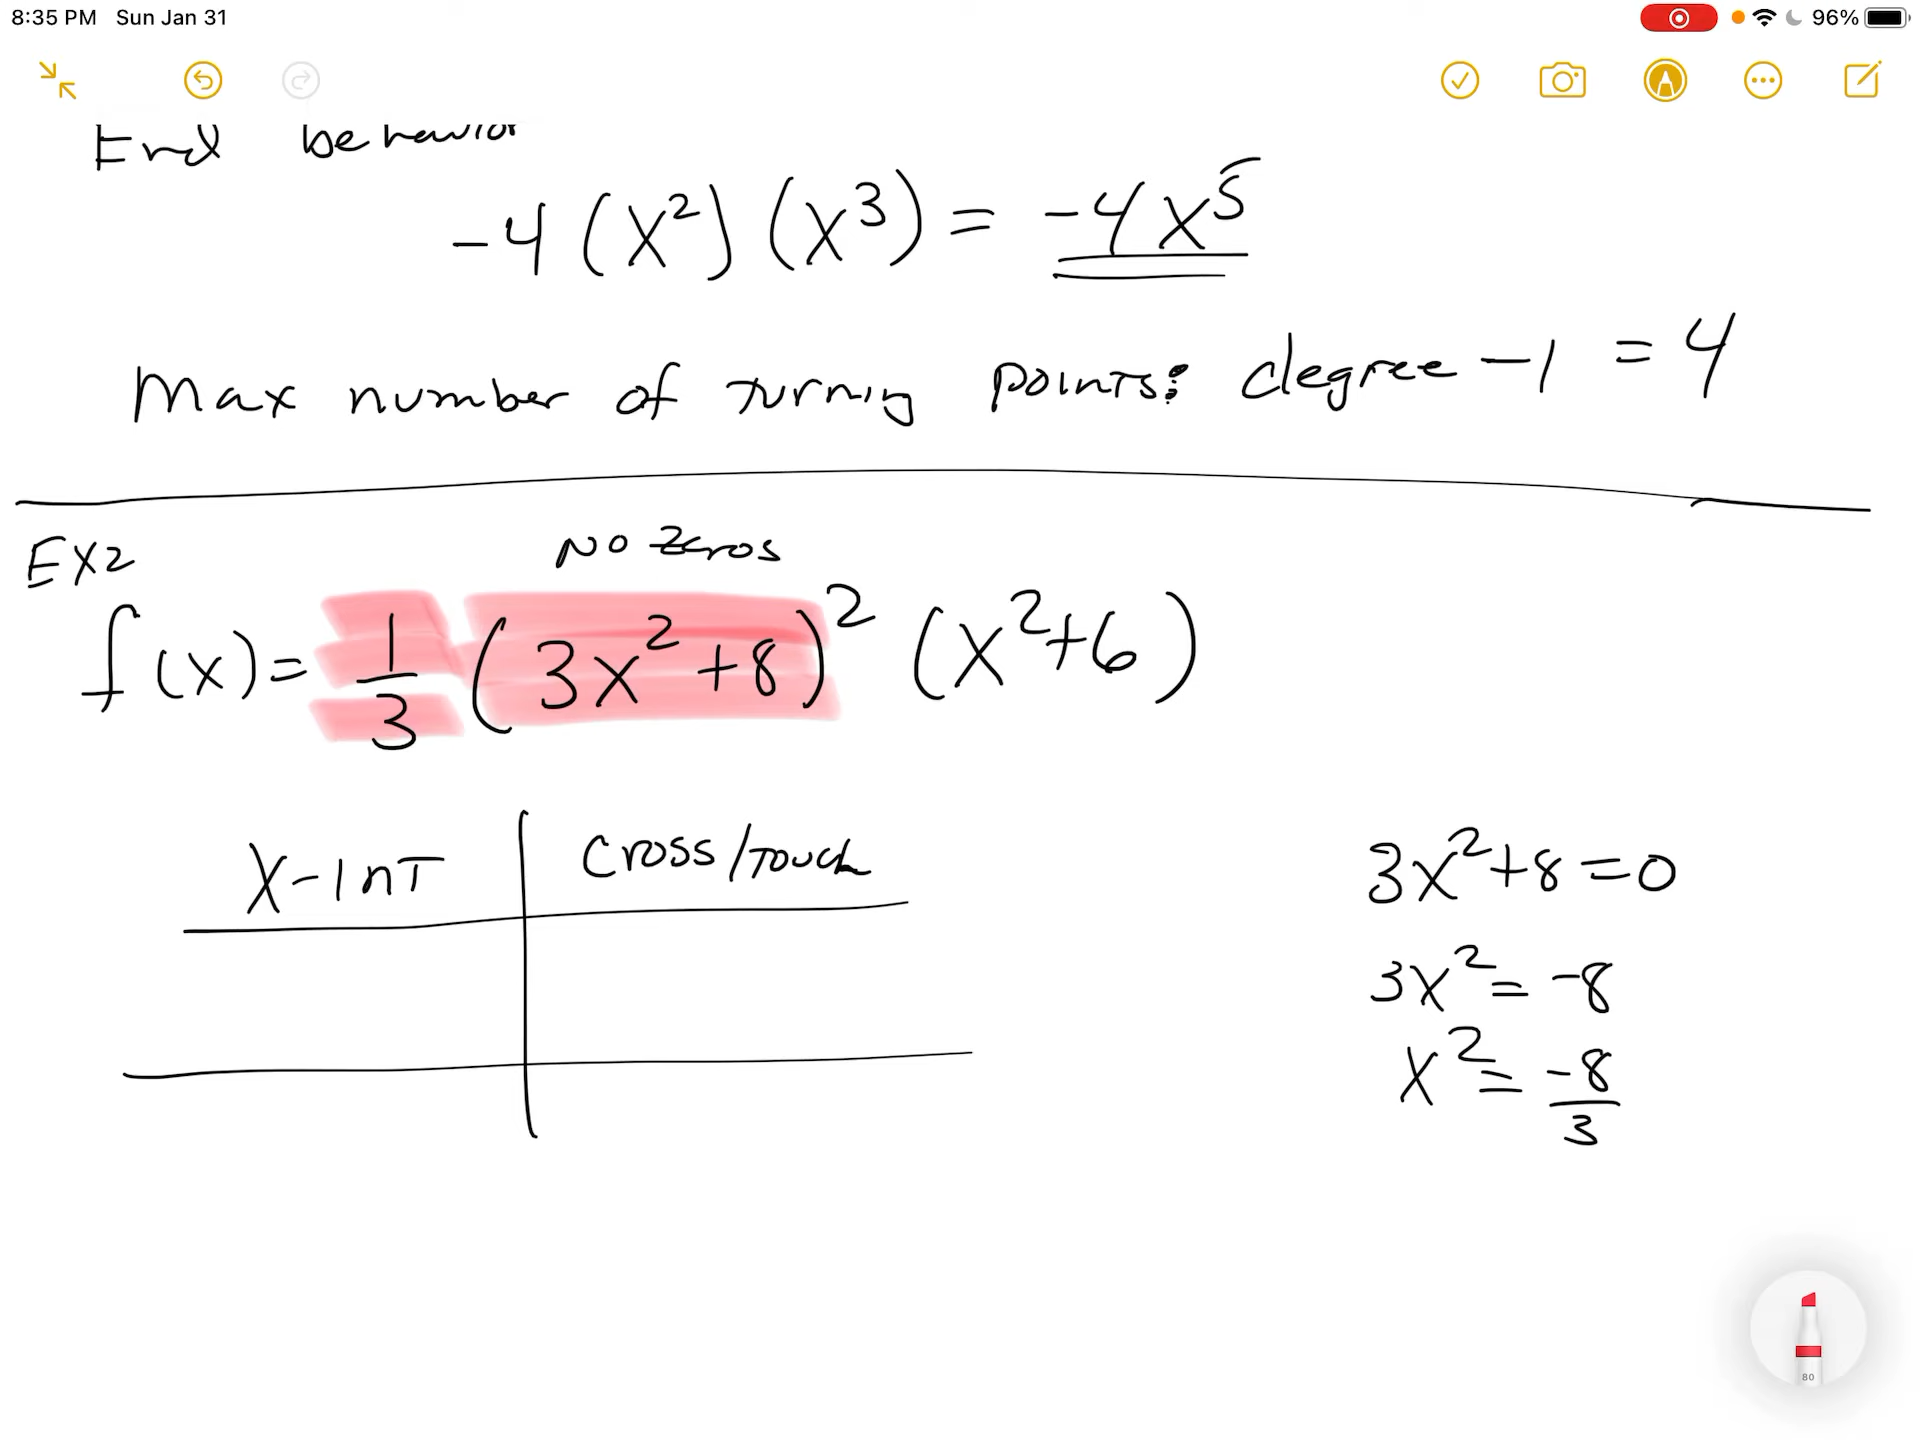 8:35 PM Sun Jan 31
96%
End behavior
-4 (x²) (x³) = -4x⁵
Max number of turning points: degree -1 = 4
EX2
No Zeros
f(x) = 1/3 (3x² + 8)² (x² + 6)
X-INT Cross/Touch
3x² + 8 = 0
3x² = -8
x² = -8/3
80